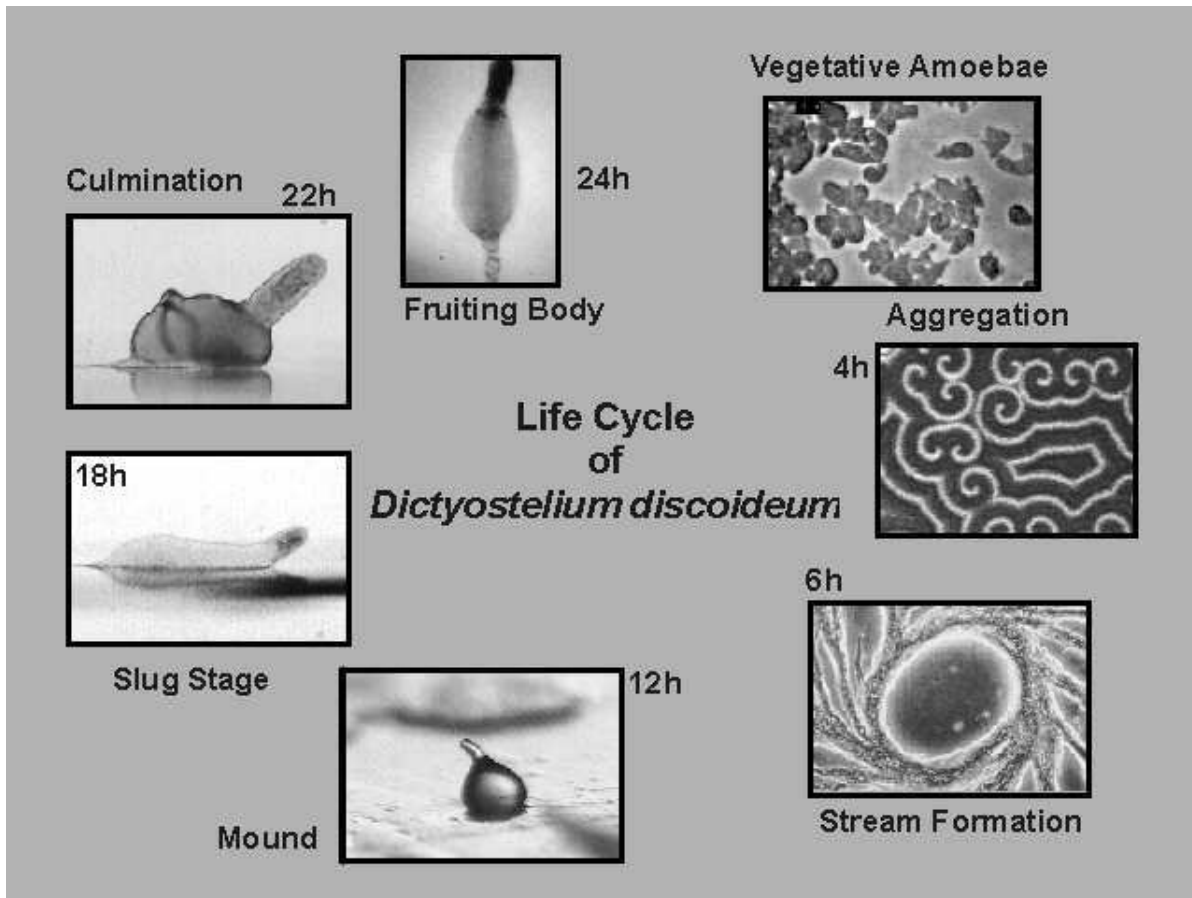 Vegetative Amoebae
Culmination
22h
24h
Fruiting Body
Aggregation
4h
Life Cycle
of
Dictyostelium discoideum
18h
6h
Slug Stage
12h
Mound
Stream Formation